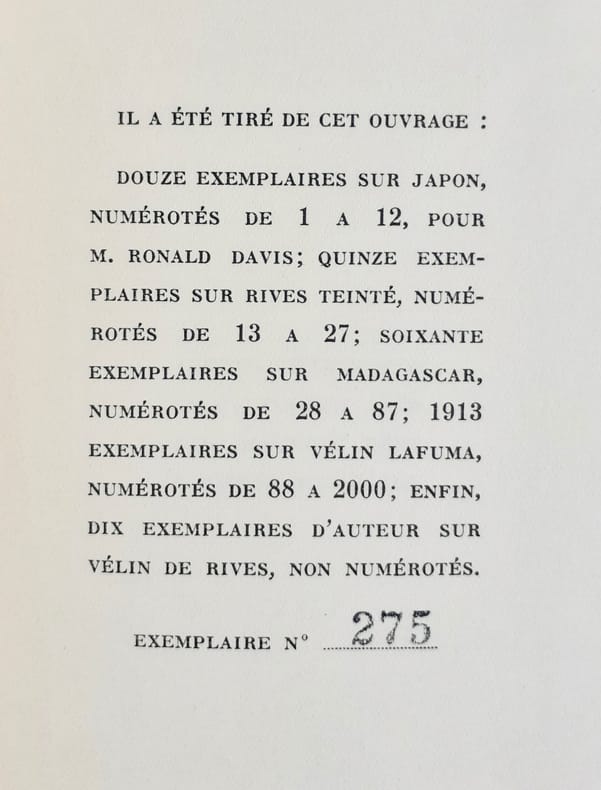 IL A ÉTÉ TIRÉ DE CET OUVRAGE :
DOUZE EXEMPLAIRES SUR JAPON,
NUMÉROTÉS DE 1 A 12, POUR
M. RONALD DAVIS; QUINZE EXEM-
PLAIRES SUR RIVES TEINTÉ, NUMÉ-
ROTÉS DE 13 A 27; SOIXANTE
EXEMPLAIRES SUR MADAGASCAR,
NUMÉROTÉS DE 28 A 87; 1913
EXEMPLAIRES SUR VÉLIN LAFUMA,
NUMÉROTÉS DE 88 A 2000; ENFIN,
DIX EXEMPLAIRES D'AUTEUR SUR
VÉLIN DE RIVES, NON NUMÉROTÉS.
EXEMPLAIRE Nº 275